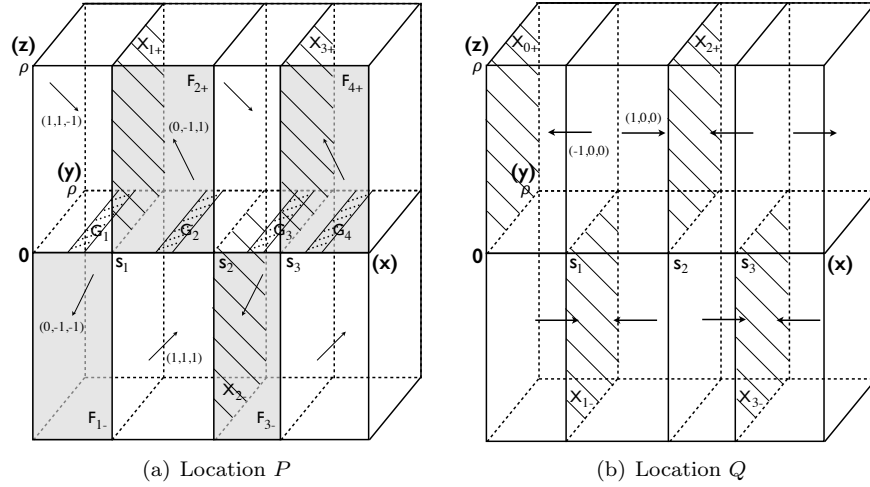 (z)
ρ
X1+
F2+
X3+
F4+
(1,1,-1)
(0,-1,1)
(y)
ρ
G1
G2
G3
G4
0
s1
s2
s3
(x)
(0,-1,-1)
(1,1,1)
X2-
F1-
F3-
(a) Location P
(z)
ρ
X0+
X2+
(1,0,0)
(-1,0,0)
(y)
ρ
0
s1
s2
s3
(x)
X1-
X3-
(b) Location Q